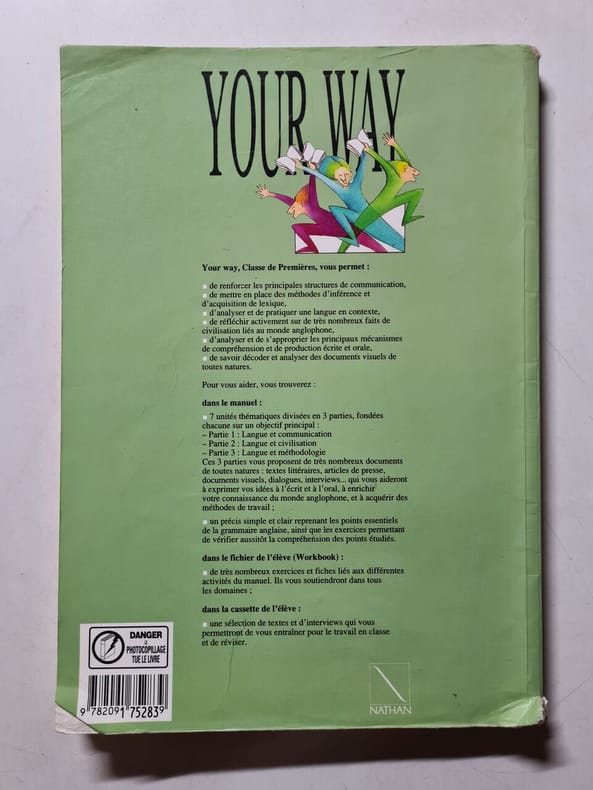 YOUR WAY
Your way, Classe de Premières, vous permet :
▪ de renforcer les principales structures de communication,
▪ de mettre en place des méthodes d'inférence et
d'acquisition de lexique,
▪ d'analyser et de pratiquer une langue en contexte,
▪ de réfléchir activement sur de très nombreux faits de
civilisation liés au monde anglophone,
▪ d'analyser et de s'approprier les principaux mécanismes
de compréhension et de production écrite et orale,
▪ de savoir décoder et analyser des documents visuels de
toutes natures.
Pour vous aider, vous trouverez :
dans le manuel :
▪ 7 unités thématiques divisées en 3 parties, fondées
chacune sur un objectif principal :
– Partie 1 : Langue et communication
– Partie 2 : Langue et civilisation
– Partie 3 : Langue et méthodologie
Ces 3 parties vous proposent de très nombreux documents
de toutes natures : textes littéraires, articles de presse,
documents visuels, dialogues, interviews... qui vous aideront
à exprimer vos idées à l'écrit et à l'oral, à enrichir
votre connaissance du monde anglophone, et à acquérir des
méthodes de travail ;
▪ un précis simple et clair reprenant les points essentiels
de la grammaire anglaise, ainsi que les exercices permettant
de vérifier aussitôt la compréhension des points étudiés.
dans le fichier de l'élève (Workbook) :
▪ de très nombreux exercices et fiches liés aux différentes
activités du manuel. Ils vous soutiendront dans tous
les domaines ;
dans la cassette de l'élève :
▪ une sélection de textes et d'interviews qui vous
permettront de vous entraîner pour le travail en classe
et de réviser.
DANGER
LE
PHOTOCOPILLAGE
TUE LE LIVRE
9 782091 752839
NATHAN